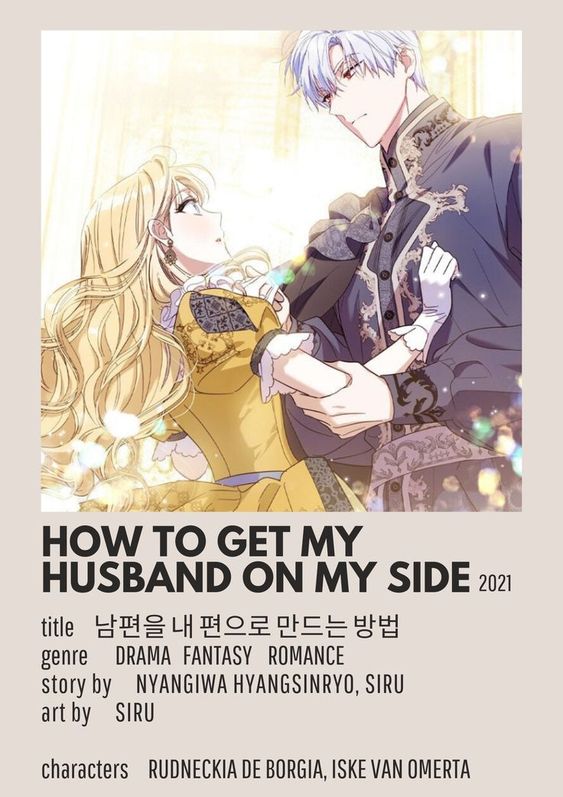 HOW TO GET MY
HUSBAND ON MY SIDE 2021
title 남편을 내 편으로 만드는 방법
genre DRAMA FANTASY ROMANCE
story by NYANGIWA HYANGSINRYO, SIRU
art by SIRU
characters RUDNECKIA DE BORGIA, ISKE VAN OMERTA